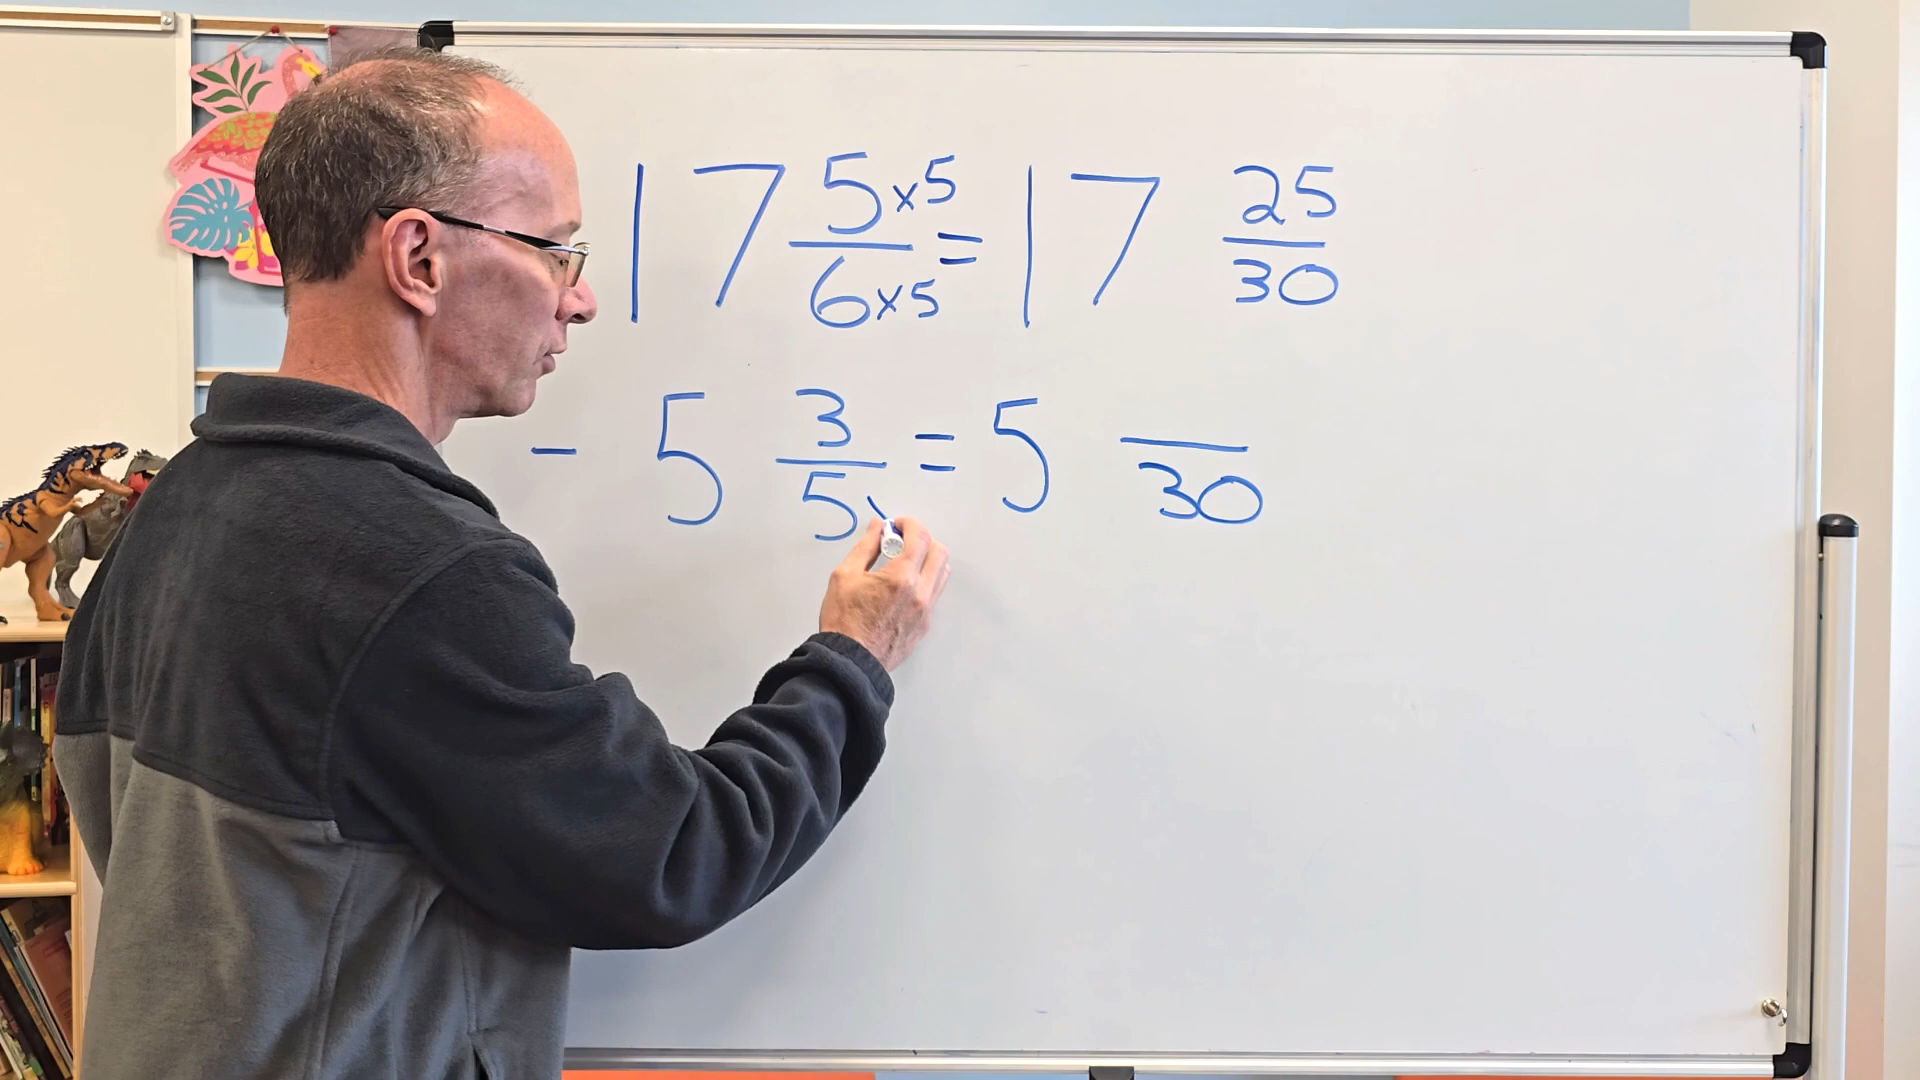 17 5×5/6×5 = 17 25/30
- 5 3/5 = 5 /30